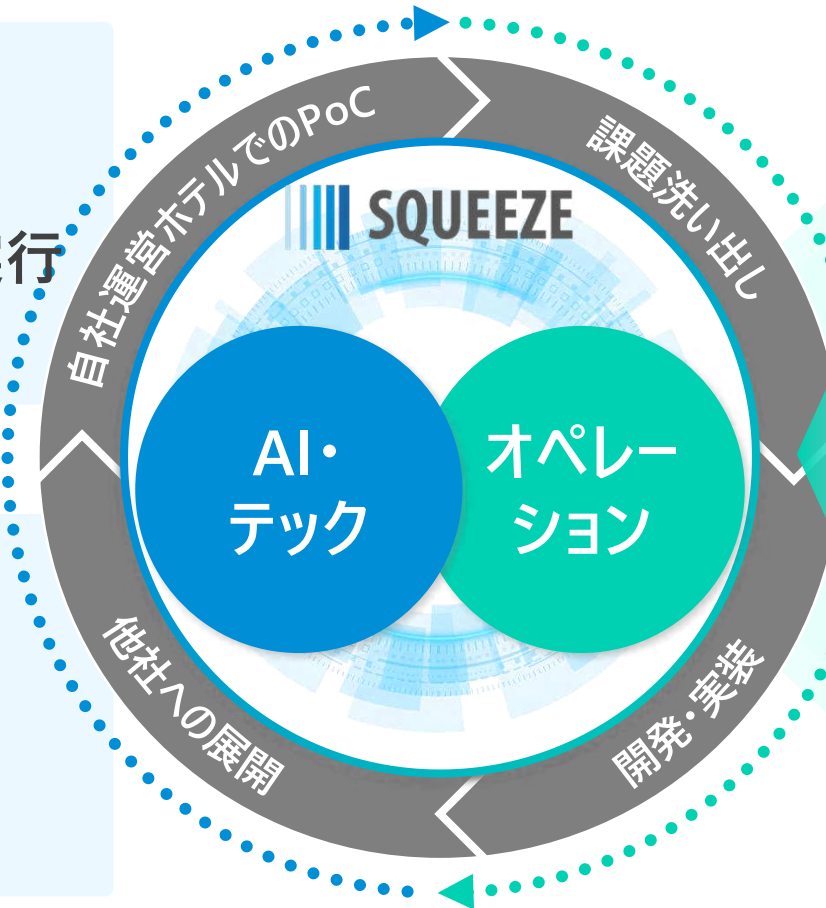 自社運営ホテルでのPoC
課題洗い出し
SQUEEZE
行
AI・
テック
オペレー
ション
他社への展開
開発・実装